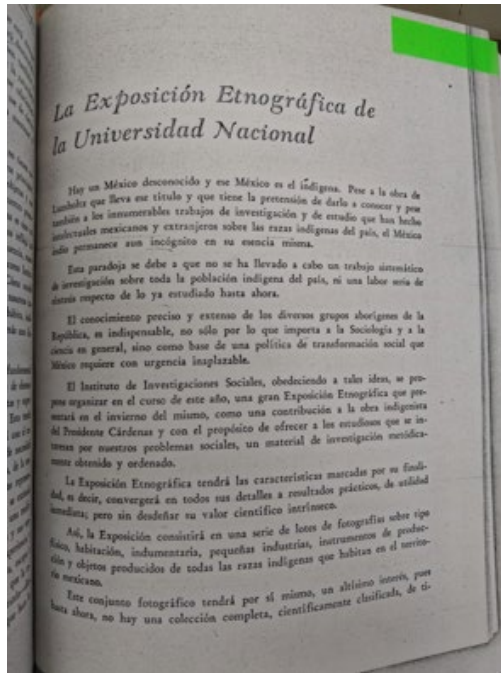 La Exposición Etnográfica de
la Universidad Nacional
Hay un México desconocido y ese México es el indígena. Pese a la obra de
Lumholtz que lleva ese título y que tiene la pretensión de darlo a conocer y pese
también a los innumerables trabajos de investigación y de estudio que han hecho
intelectuales mexicanos y extranjeros sobre las razas indígenas del país, el México
indio permanece aun incógnito en su esencia misma.
Esta paradoja se debe a que no se ha llevado a cabo un trabajo sistemático
de investigación sobre toda la población indígena del país, ni una labor seria de
síntesis respecto de lo ya estudiado hasta ahora.
El conocimiento preciso y extenso de los diversos grupos aborígenes de la
República, es indispensable, no sólo por lo que importa a la Sociología y a la
ciencia en general, sino como base de una política de transformación social que
México requiere con urgencia inaplazable.
El Instituto de Investigaciones Sociales, obedeciendo a tales ideas, se pro-
pone organizar en el curso de este año, una gran Exposición Etnográfica que pre-
sentará en el invierno del mismo, como una contribución a la obra indigenista
del Presidente Cárdenas y con el propósito de ofrecer a los estudiosos que se in-
teresan por nuestros problemas sociales, un material de investigación metódica-
mente obtenido y ordenado.
La Exposición Etnográfica tendrá las características marcadas por su finali-
dad, es decir, convergerá en todos sus detalles a resultados prácticos, de utilidad
inmediata; pero sin desdeñar su valor científico intrínseco.
Así, la Exposición consistirá en una serie de lotes de fotografías sobre tipo
físico, habitación, indumentaria, pequeñas industrias, instrumentos de produc-
ción y objetos producidos de todas las razas indígenas que habitan en el territo-
rio mexicano.
Este conjunto fotográfico tendrá por sí mismo, un altísimo interés, pues
hasta ahora, no hay una colección completa, científicamente clasificada, de ti-